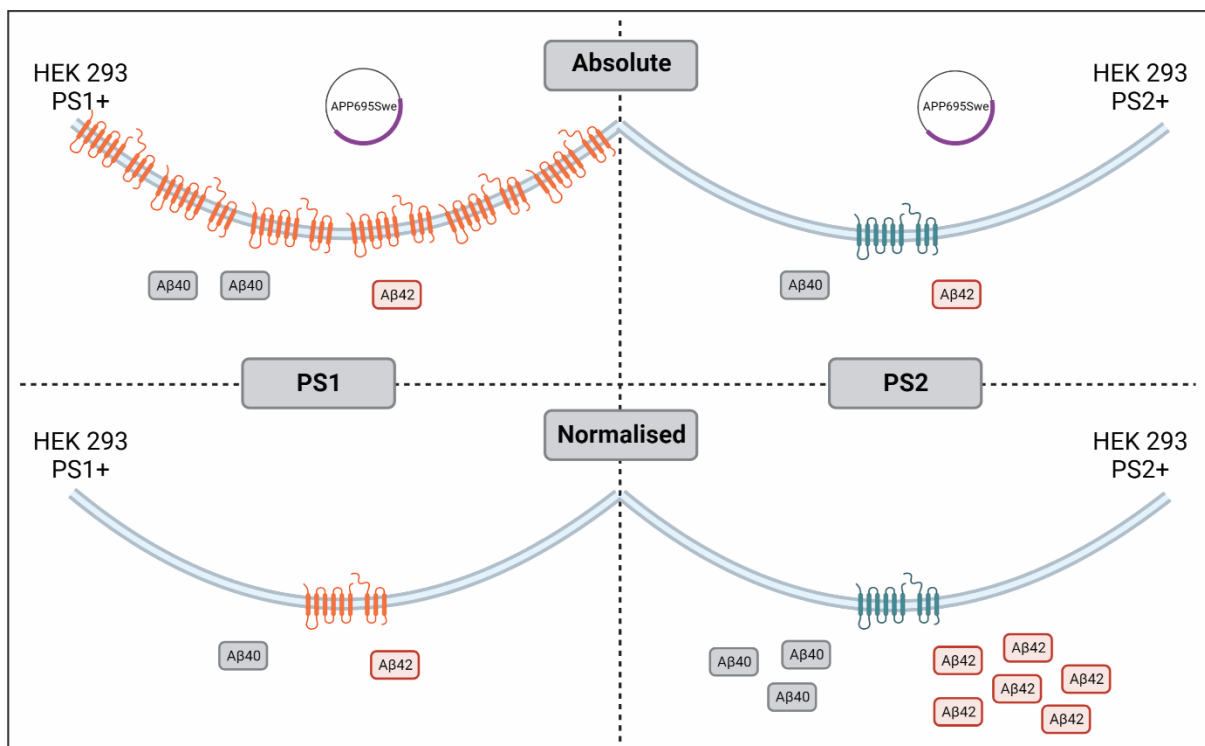 Absolute
HEK 293
PS1+
APP695Swe
Aβ40
Aβ40
Aβ42
HEK 293
PS2+
APP695Swe
Aβ40
Aβ42
PS1
PS2
Normalised
HEK 293
PS1+
Aβ40
Aβ42
HEK 293
PS2+
Aβ40
Aβ40
Aβ40
Aβ42
Aβ42
Aβ42
Aβ42
Aβ42
Aβ42